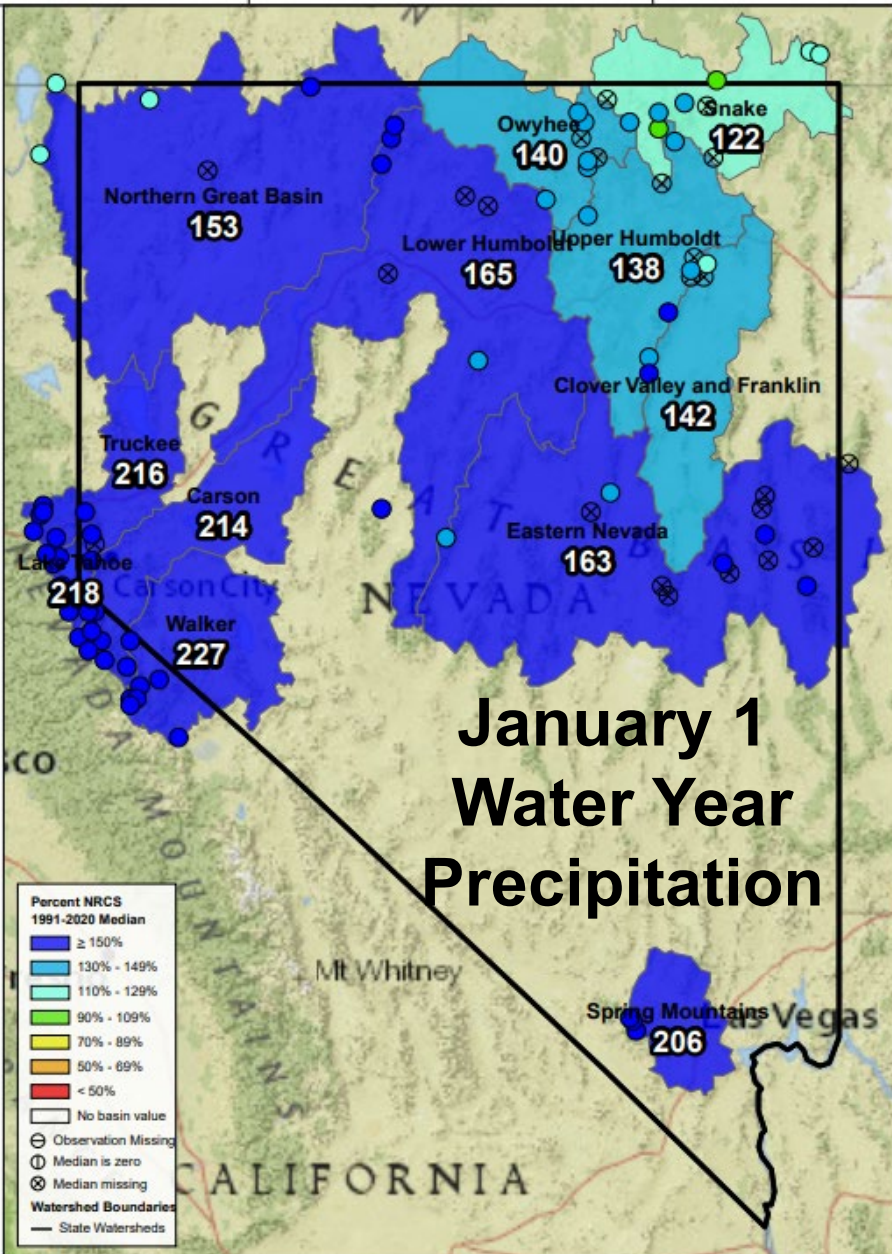 Snake
122
Owyhee
140
Northern Great Basin
153
Lower Humboldt
165
Upper Humboldt
138
Clover Valley and Franklin
142
Truckee
216
Carson
214
G R E A T
B A S I
Eastern Nevada
163
Lake Tahoe
218
Carson City
NEVADA
Walker
227
January 1
Water Year
Precipitation
MOUNTAINS
Mt Whitney
Spring Mountains
206
Las Vegas
CALIFORNIA
Percent NRCS
1991-2020 Median
≥ 150%
130% - 149%
110% - 129%
90% - 109%
70% - 89%
50% - 69%
< 50%
No basin value
Observation Missing
Median is zero
Median missing
Watershed Boundaries
State Watersheds